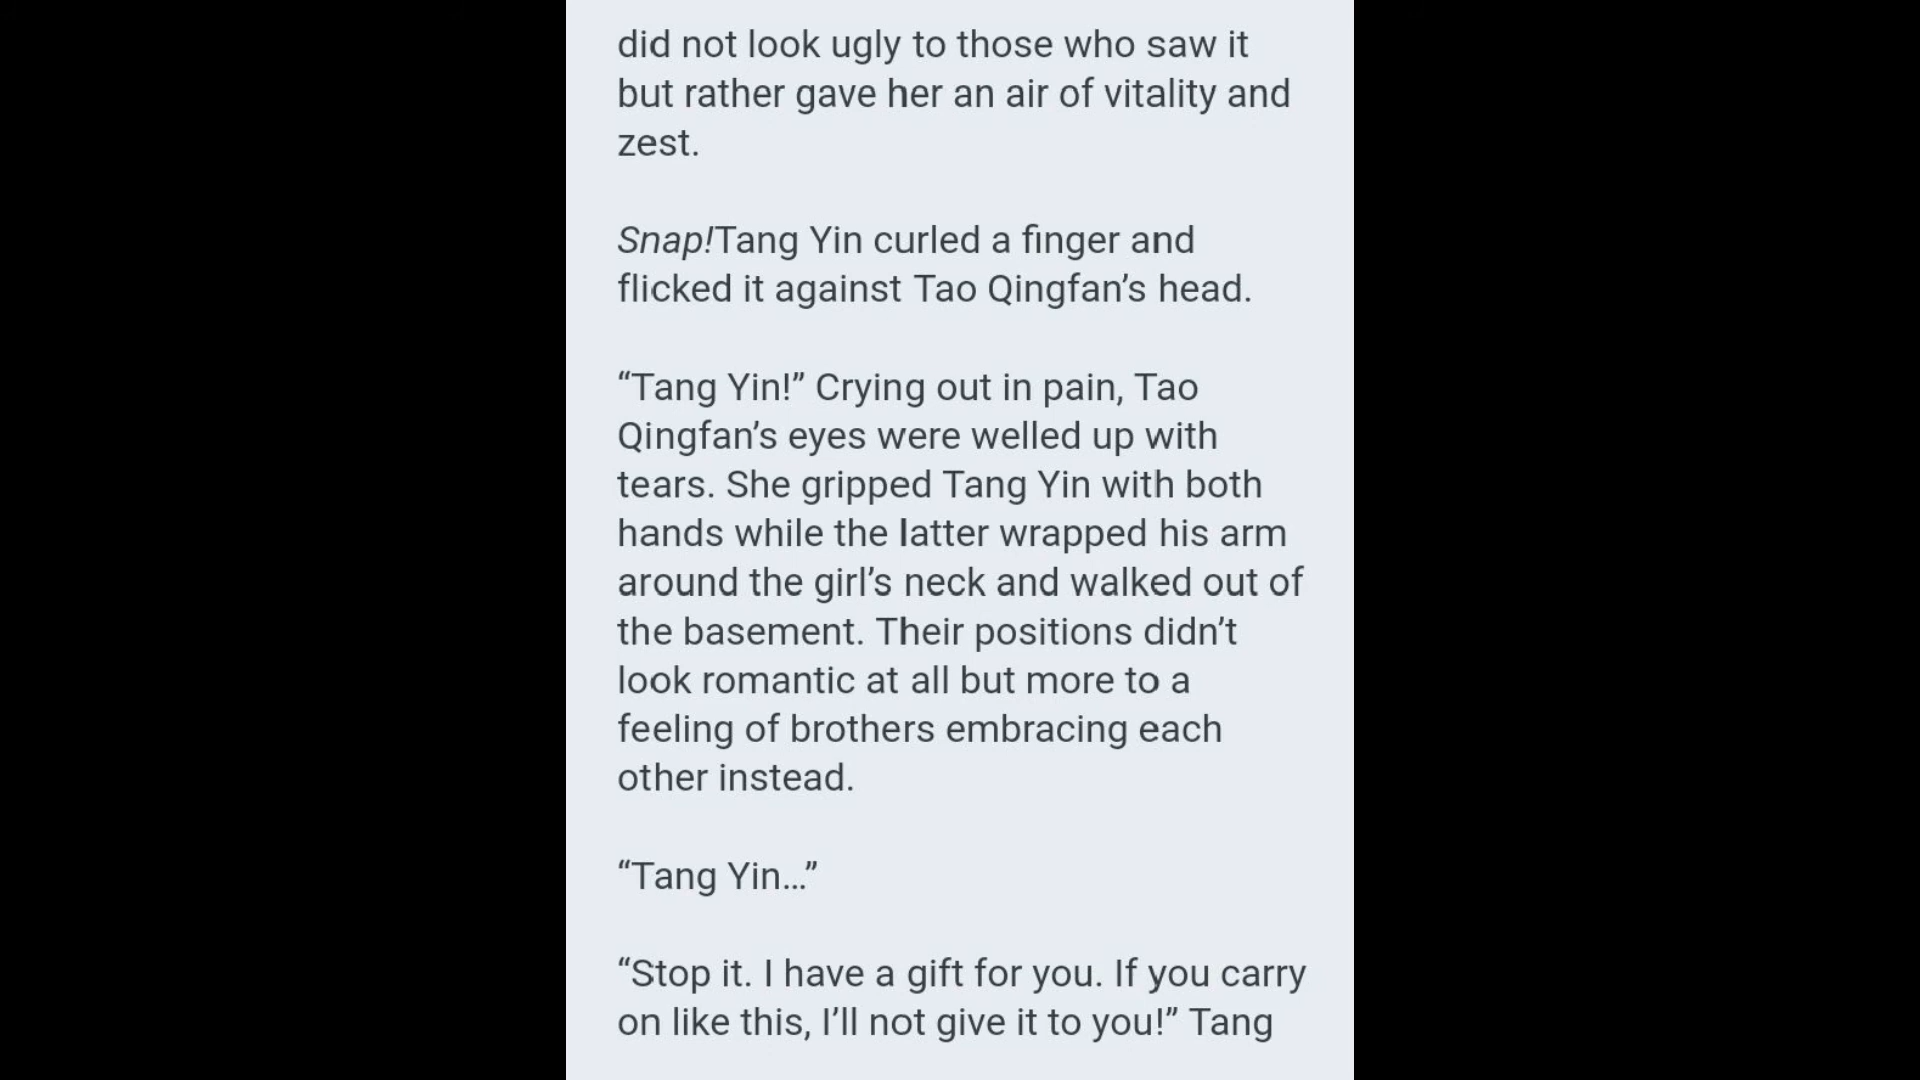 did not look ugly to those who saw it
but rather gave her an air of vitality and
zest.
Snap!Tang Yin curled a finger and
flicked it against Tao Qingfan’s head.
“Tang Yin!” Crying out in pain, Tao
Qingfan’s eyes were welled up with
tears. She gripped Tang Yin with both
hands while the latter wrapped his arm
around the girl’s neck and walked out of
the basement. Their positions didn’t
look romantic at all but more to a
feeling of brothers embracing each
other instead.
“Tang Yin…”
“Stop it. I have a gift for you. If you carry
on like this, I’ll not give it to you!” Tang